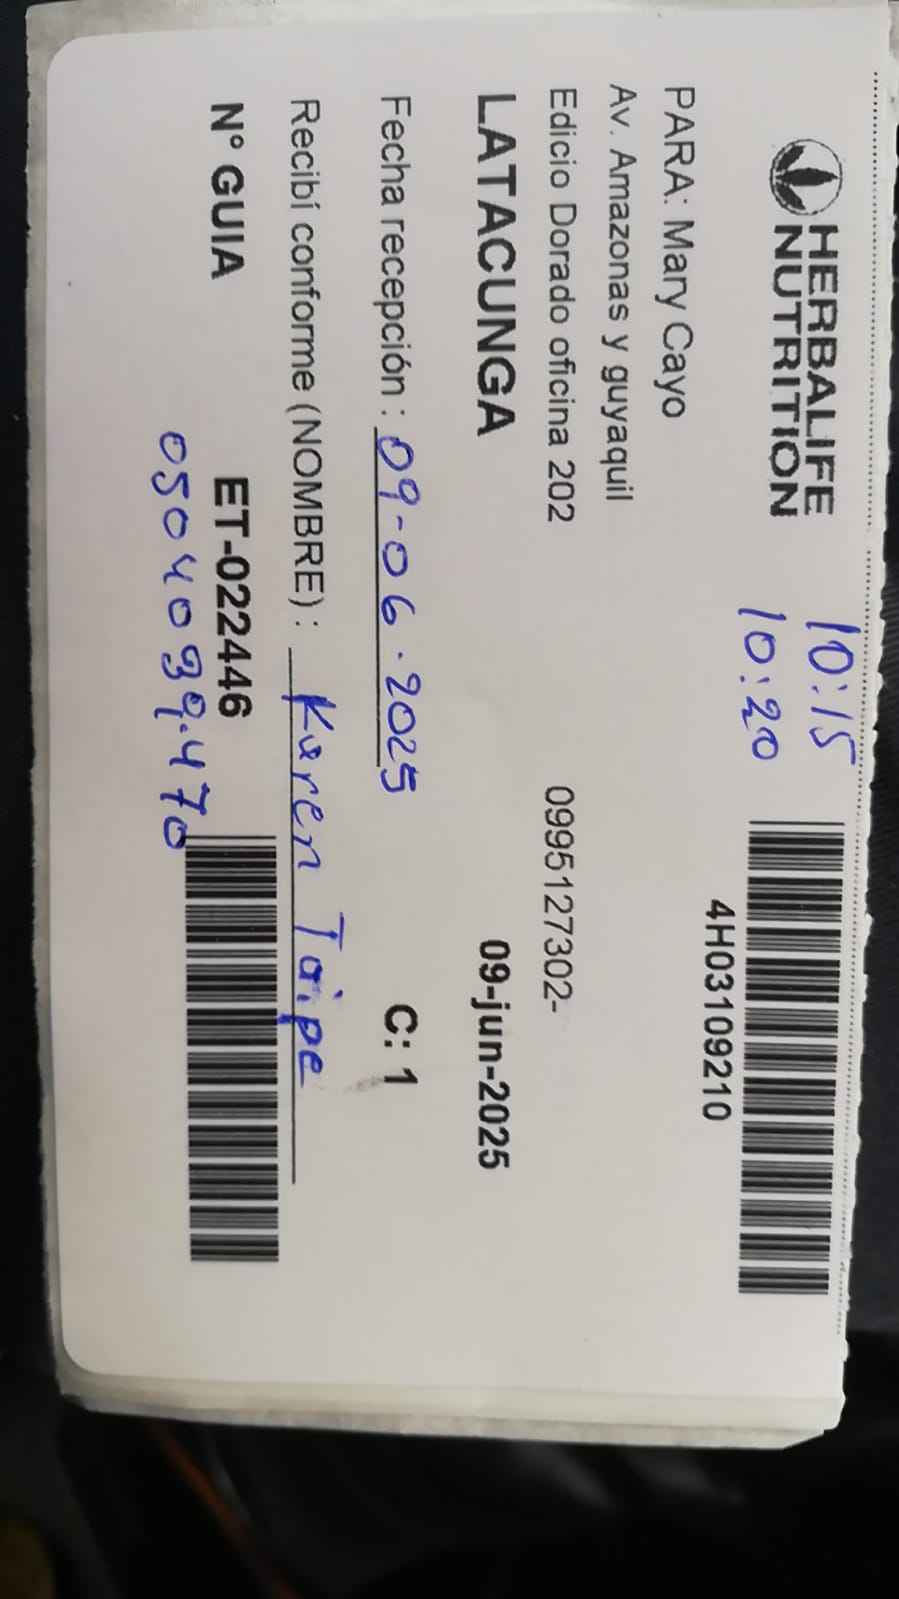 HERBALIFE
NUTRITION
10:15
10:20
4H03109210
PARA: Mary Cayo
Av. Amazonas y guyaquil
Edicio Dorado oficina 202
0995127302-
LATACUNGA
09-jun-2025
Fecha recepción : 09-06-2025
C: 1
Recibí conforme (NOMBRE) : Karen Taipe
N° GUIA
ET-022446
0504039470